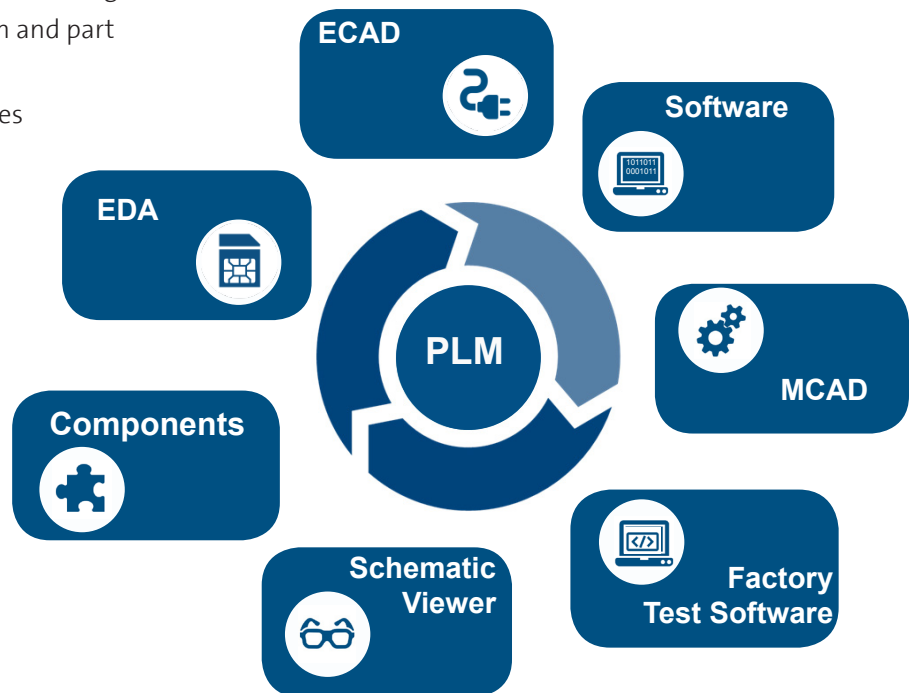 n and part
es
ECAD
Software
1011011
0001011
EDA
PLM
MCAD
Components
</>
Schematic
Viewer
Factory
Test Software